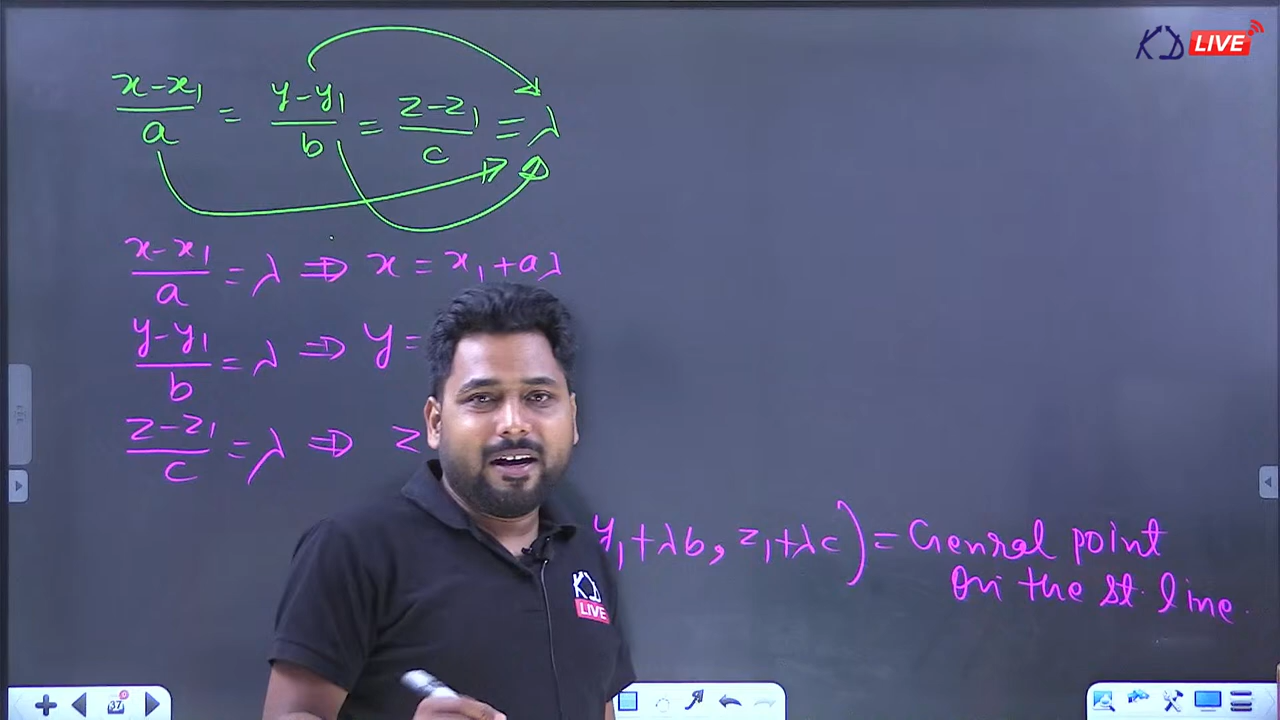 KD LIVE
x-x₁/a = y-y₁/b = z-z₁/c = λ
x-x₁/a = λ ⇒ x = x₁+aλ
y-y₁/b = λ ⇒ y =
z-z₁/c = λ ⇒ z
y₁+λb, z₁+λc) = Genral point
on the st. line.
KD
LIVE
37